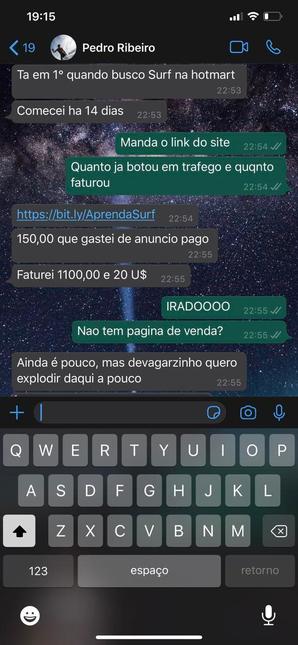 19:15
19
Pedro Ribeiro
Ta em 1º quando busco Surf na hotmart
22:53
Comecei ha 14 dias
22:53
Manda o link do site
22:54
Quanto ja botou em trafego e quqnto
faturou
22:54
https://bit.ly/AprendaSurf
22:54
150,00 que gastei de anuncio pago
22:55
Faturei 1100,00 e 20 U$
22:55
IRADOOOO
22:55
Nao tem pagina de venda?
22:55
Ainda é pouco, mas devagarzinho quero
explodir daqui a pouco
22:55
Q W E R T Y U I O P
A S D F G H J K L
Z X C V B N M
123 espaço retorno